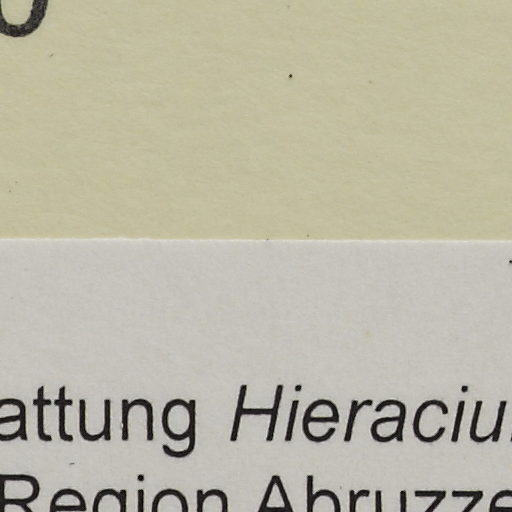 attung Hieraciu
Region Abruzze